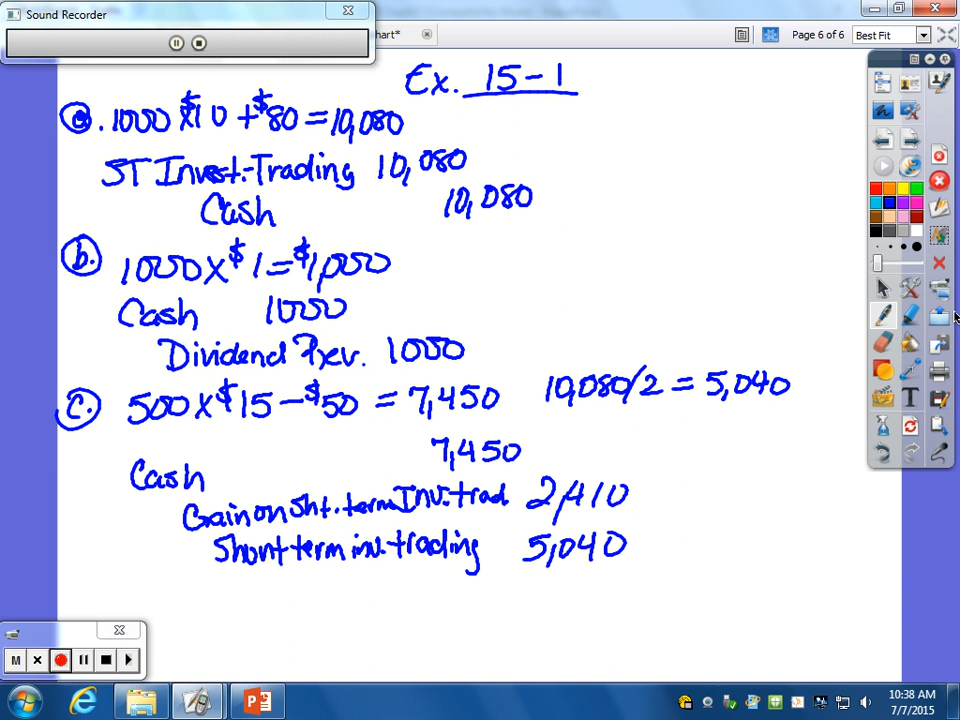 Sound Recorder
hart*
Page 6 of 6
Best Fit
Ex. 15-1
a. 1000 x $10 + $80 = 10,080
ST Invest.-Trading 10,080
Cash 10,080
b. 1000 x $1 = $1,000
Cash 1000
Dividend Rev. 1000
c. 500 x $15 - $50 = 7,450 10,080/2 = 5,040
7,450
Cash
Gain on Sht. term Inv. trad 2,410
Short term inv. trading 5,040
M
T
10:38 AM
7/7/2015